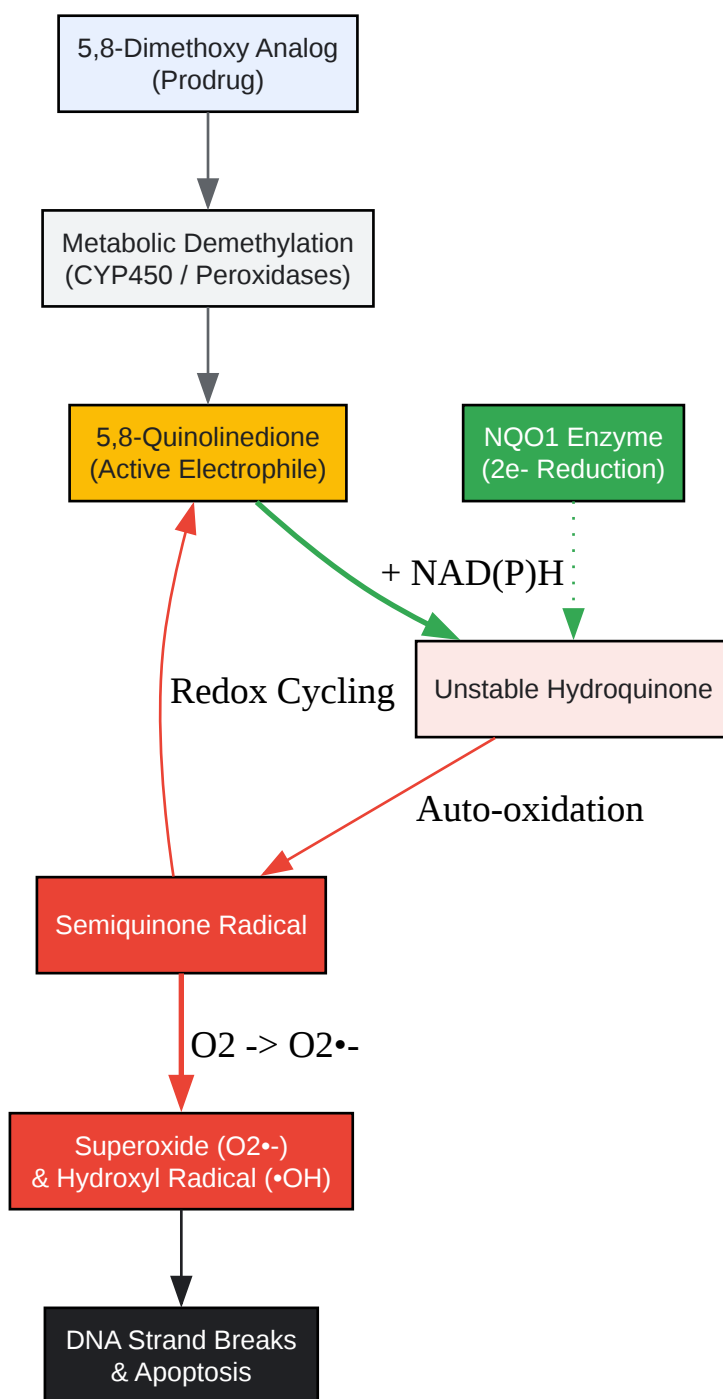 5,8-Dimethoxy Analog
(Prodrug)
Metabolic Demethylation
(CYP450 / Peroxidases)
5,8-Quinolinedione
(Active Electrophile)
NQO1 Enzyme
(2e- Reduction)
+ NAD(P)H
Unstable Hydroquinone
Redox Cycling
Auto-oxidation
Semiquinone Radical
O2 -> O2•-
Superoxide (O2•-)
& Hydroxyl Radical (•OH)
DNA Strand Breaks
& Apoptosis